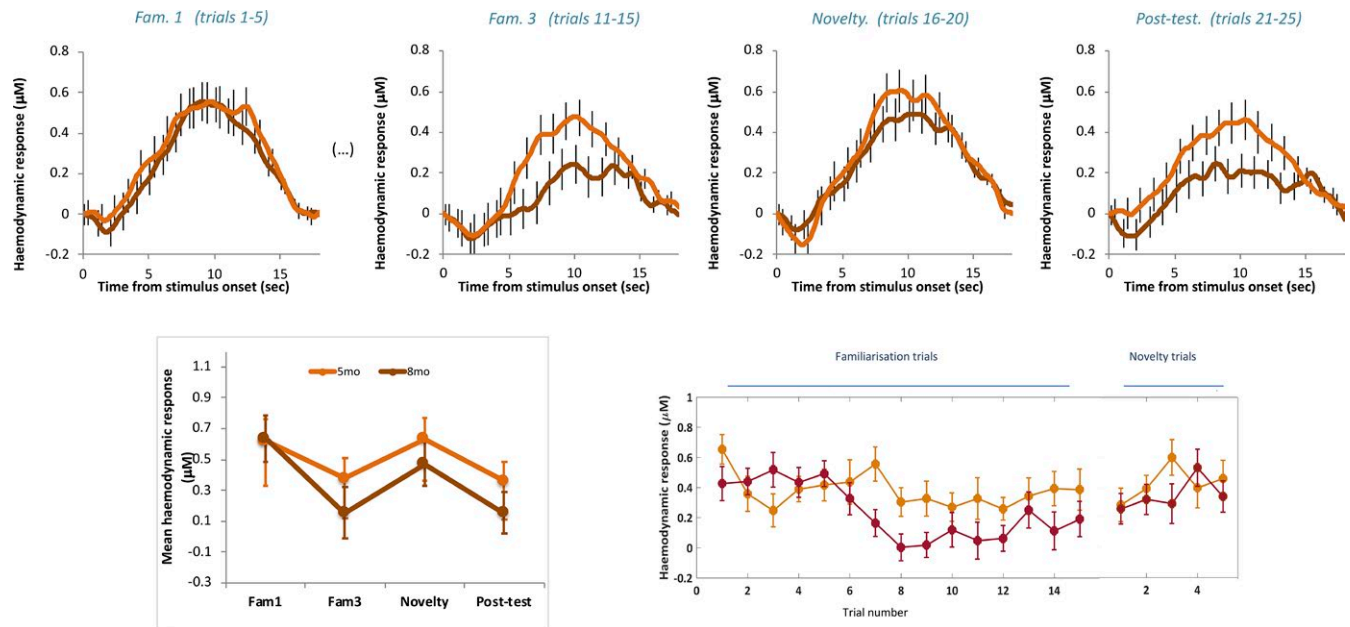 Fam. 1 (trials 1-5)
Fam. 3 (trials 11-15)
Novelty. (trials 16-20)
Post-test. (trials 21-25)
Haemodynamic response (µM)
0.8
0.6
0.4
0.2
0
-0.2
0 5 10 15
Time from stimulus onset (sec)
(...)
Haemodynamic response (µM)
0.8
0.6
0.4
0.2
0
-0.2
0 5 10 15
Time from stimulus onset (sec)
Haemodynamic response (µM)
0.8
0.6
0.4
0.2
0
-0.2
0 5 10 15
Time from stimulus onset (sec)
Haemodynamic response (µM)
0.8
0.6
0.4
0.2
0
-0.2
0 5 10 15
Time from stimulus onset (sec)
Mean haemodynamic response
(µM)
1.1
0.9
0.7
0.5
0.3
0.1
-0.1
-0.3
5mo 8mo
Fam1 Fam3 Novelty Post-test
Familiarisation trials
Novelty trials
Haemodynamic response (µM)
1
0.8
0.6
0.4
0.2
0
-0.2
0 2 4 6 8 10 12 14
2 4
Trial number